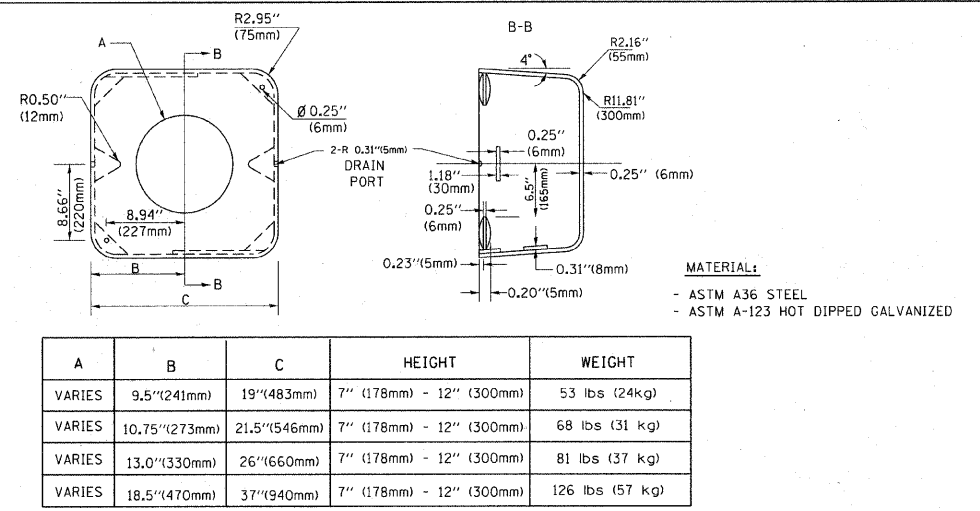 R2.95''
(75mm)
A
B
R0.50''
(12mm)
Ø 0.25''
(6mm)
2-R 0.31''(5mm)
DRAIN
PORT
8.66''
(220mm)
8.94''
(227mm)
B
B
C
B-B
4°
R2.16''
(55mm)
R11.81''
(300mm)
0.25''
(6mm)
1.18''
(30mm)
6.5''
(165mm)
0.25'' (6mm)
0.25''
(6mm)
0.23''(5mm)
0.31''(8mm)
0.20''(5mm)
MATERIAL:
- ASTM A36 STEEL
- ASTM A-123 HOT DIPPED GALVANIZED
A B C HEIGHT WEIGHT
VARIES 9.5''(241mm) 19''(483mm) 7'' (178mm) - 12'' (300mm) 53 lbs (24kg)
VARIES 10.75''(273mm) 21.5''(546mm) 7'' (178mm) - 12'' (300mm) 68 lbs (31 kg)
VARIES 13.0''(330mm) 26''(660mm) 7'' (178mm) - 12'' (300mm) 81 lbs (37 kg)
VARIES 18.5''(470mm) 37''(940mm) 7'' (178mm) - 12'' (300mm) 126 lbs (57 kg)